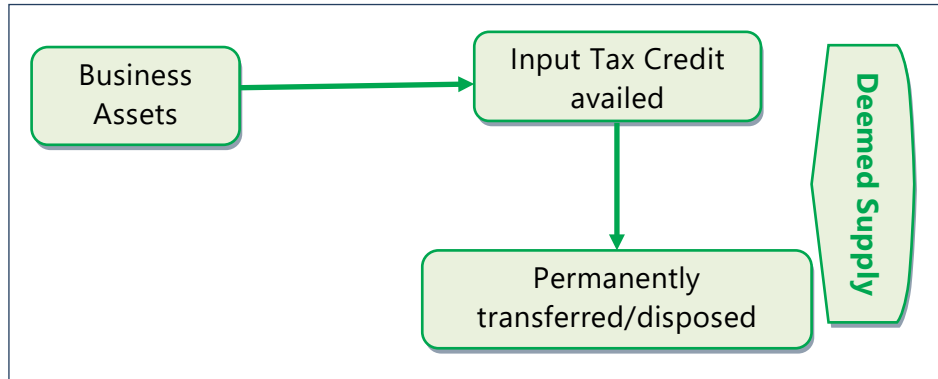 Business
Assets
Input Tax Credit
availed
Deemed Supply
Permanently
transferred/disposed